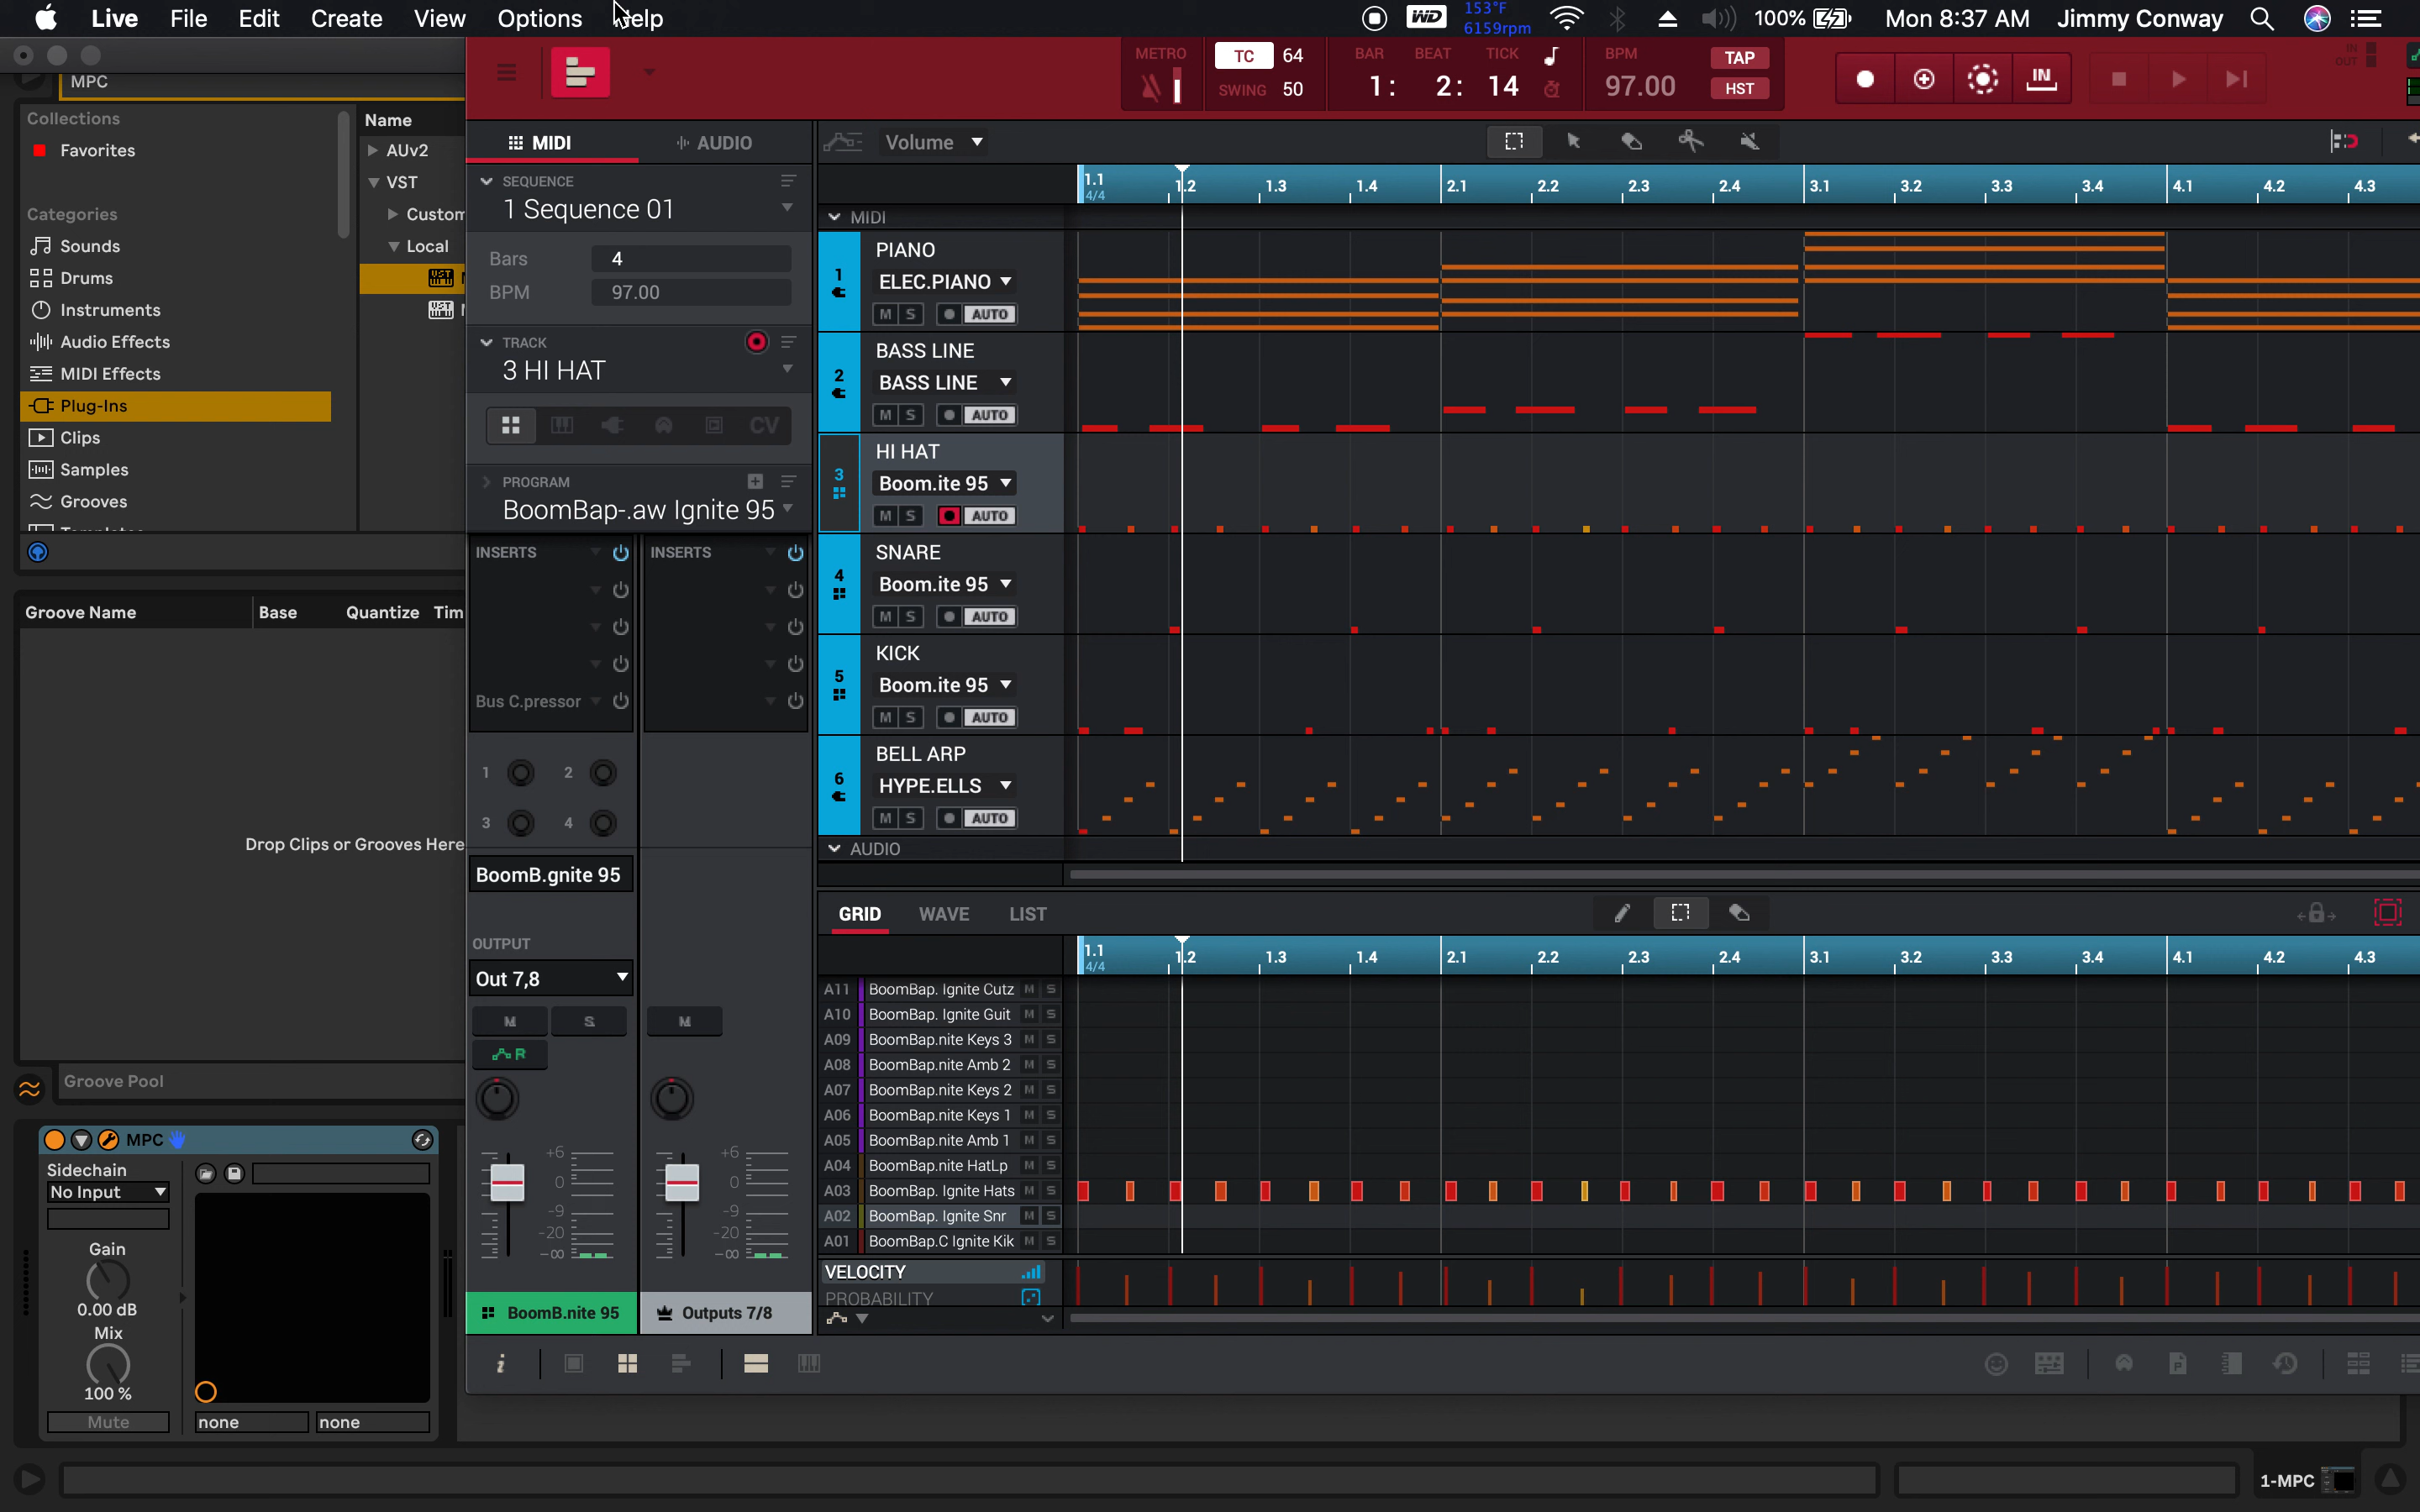 Live File Edit Create View Options Help 153°F 6159rpm 100% Mon 8:37 AM Jimmy Conway
MPC
Collections
Favorites
Categories
Sounds
Drums
Instruments
Audio Effects
MIDI Effects
Plug-Ins
Clips
Samples
Grooves
Name
AUv2
VST
Custom
Local
Groove Name Base Quantize Tim
Drop Clips or Grooves Here
Groove Pool
MPC
Sidechain
No Input
Gain
0.00 dB
Mix
100 %
Mute
none none
METRO TC 64 SWING 50
BAR BEAT TICK
1: 2: 14
BPM
97.00
TAP
HST
IN
IN
OUT
MIDI AUDIO
SEQUENCE
1 Sequence 01
Bars 4
BPM 97.00
TRACK
3 HI HAT
CV
PROGRAM
BoomBap-.aw Ignite 95
INSERTS INSERTS
Bus C.pressor
1 2
3 4
BoomB.gnite 95
OUTPUT
Out 7,8
M S M
R
+6 +6
0 0
-9 -9
-20 -20
-∞ -∞
BoomB.nite 95 Outputs 7/8
Volume
1.1 1.2 1.3 1.4 2.1 2.2 2.3 2.4 3.1 3.2 3.3 3.4 4.1 4.2 4.3
4/4
MIDI
1 PIANO
ELEC.PIANO
M S AUTO
2 BASS LINE
BASS LINE
M S AUTO
3 HI HAT
Boom.ite 95
M S AUTO
4 SNARE
Boom.ite 95
M S AUTO
5 KICK
Boom.ite 95
M S AUTO
6 BELL ARP
HYPE.ELLS
M S AUTO
AUDIO
GRID WAVE LIST
1.1 1.2 1.3 1.4 2.1 2.2 2.3 2.4 3.1 3.2 3.3 3.4 4.1 4.2 4.3
4/4
A11 BoomBap. Ignite Cutz M S
A10 BoomBap. Ignite Guit M S
A09 BoomBap.nite Keys 3 M S
A08 BoomBap.nite Amb 2 M S
A07 BoomBap.nite Keys 2 M S
A06 BoomBap.nite Keys 1 M S
A05 BoomBap.nite Amb 1 M S
A04 BoomBap.nite HatLp M S
A03 BoomBap. Ignite Hats M S
A02 BoomBap. Ignite Snr M S
A01 BoomBap.C Ignite Kik M S
VELOCITY
PROBABILITY
1-MPC